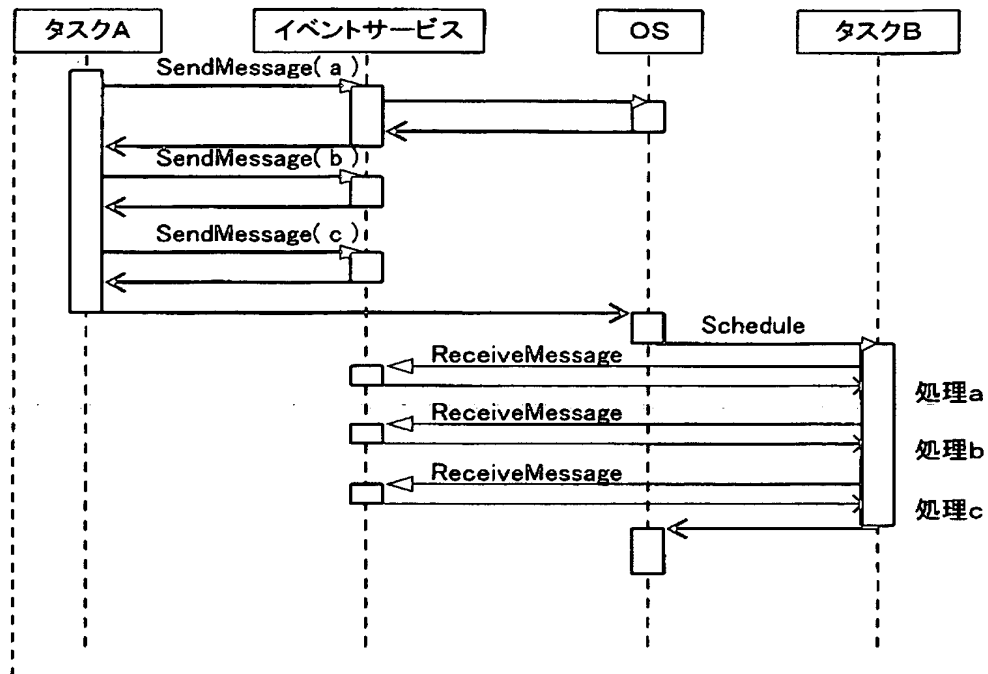 タスクA
イベントサービス
OS
タスクB
SendMessage( a )
SendMessage( b )
SendMessage( c )
Schedule
ReceiveMessage
処理a
ReceiveMessage
処理b
ReceiveMessage
処理c